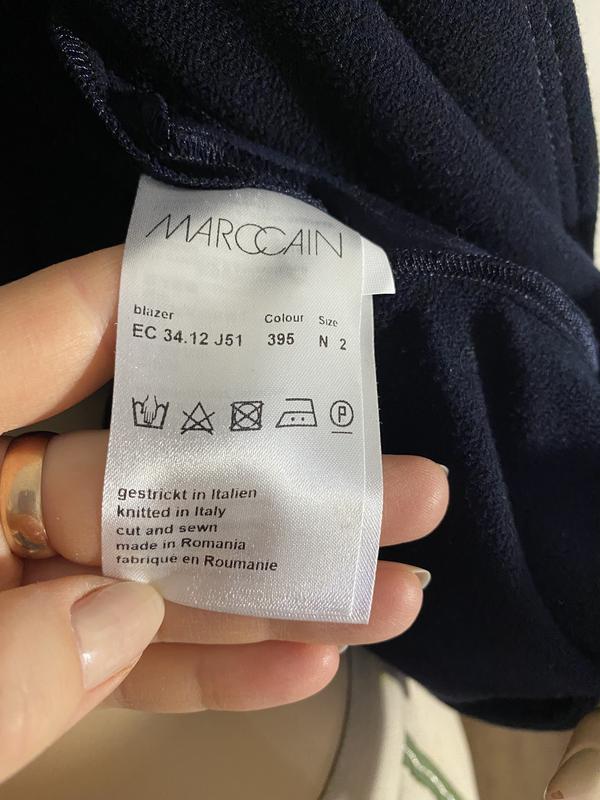 MARCCAIN
blazer Colour Size
EC 34.12 J51 395 N 2
P
gestrickt in Italien
knitted in Italy
cut and sewn
made in Romania
fabriqué en Roumanie